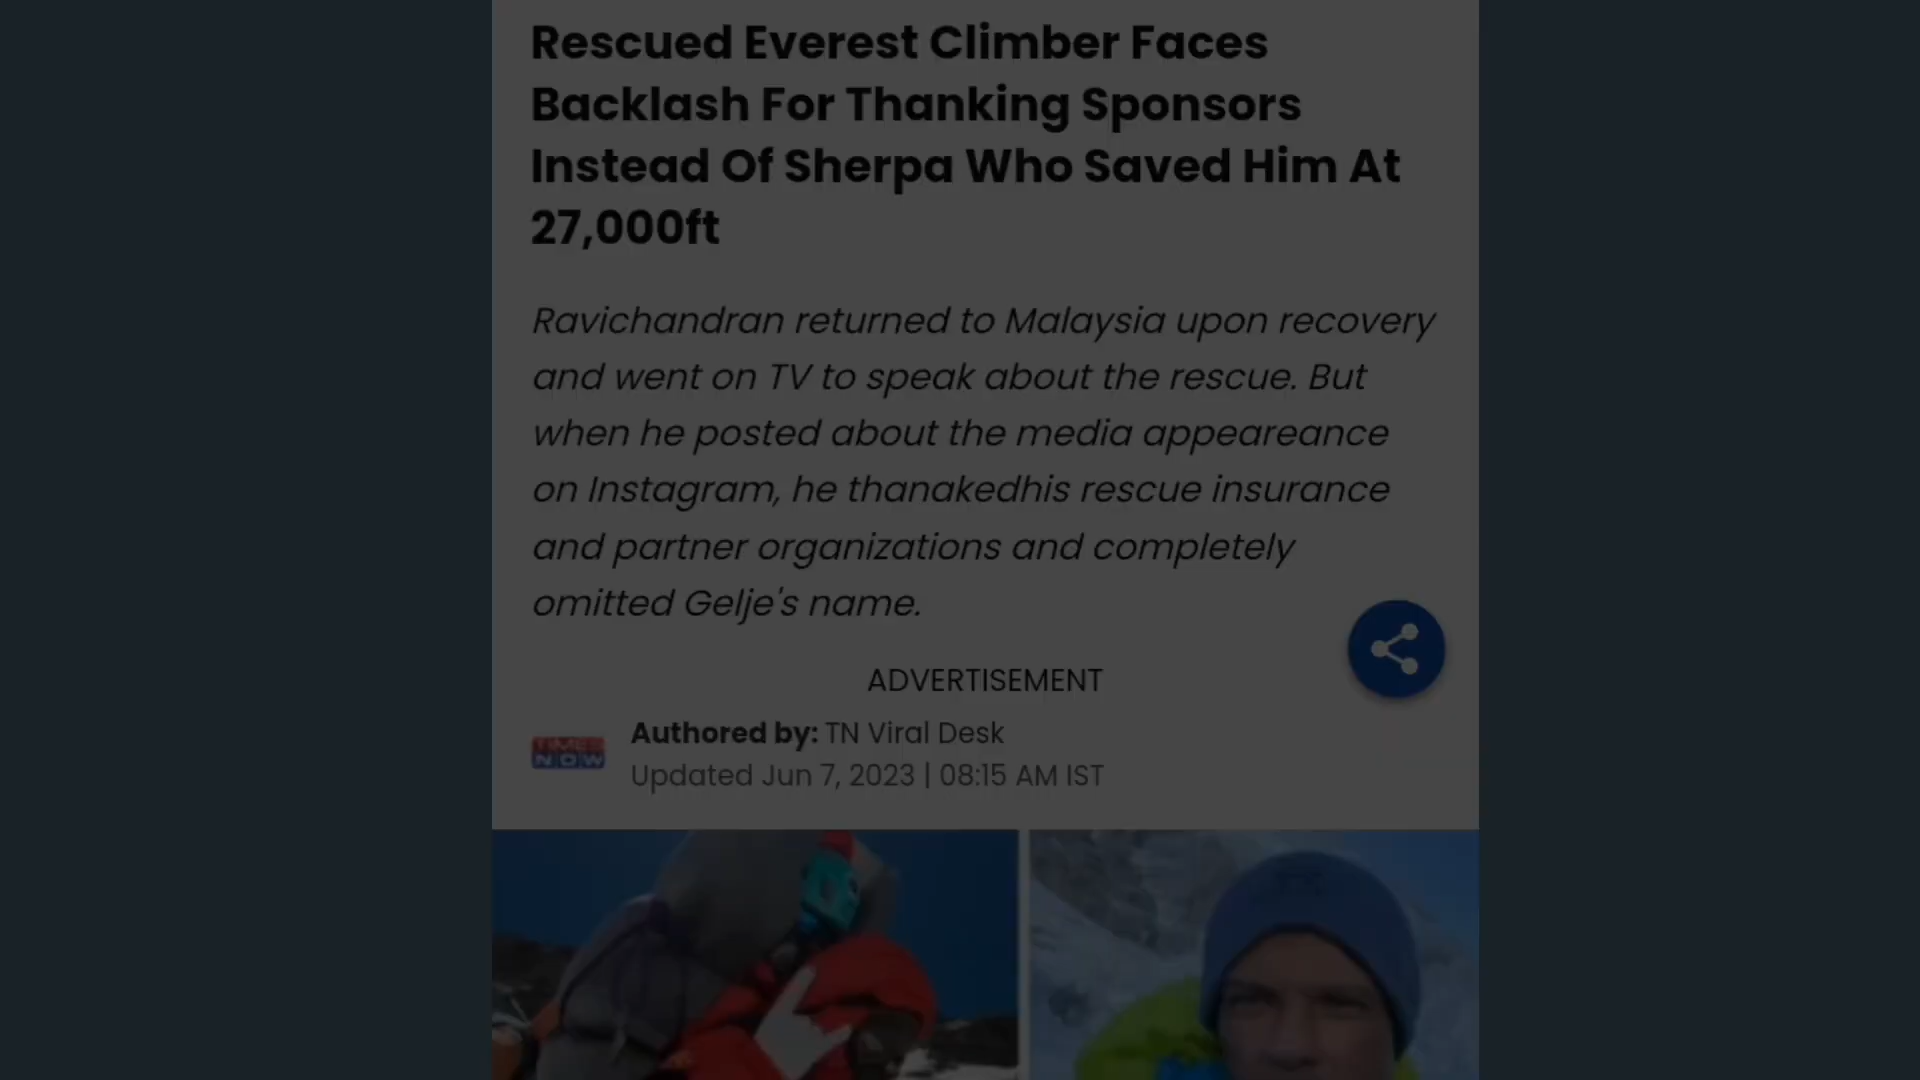 Rescued Everest Climber Faces
Backlash For Thanking Sponsors
Instead Of Sherpa Who Saved Him At
27,000ft
Ravichandran returned to Malaysia upon recovery
and went on TV to speak about the rescue. But
when he posted about the media appeareance
on Instagram, he thanakedhis rescue insurance
and partner organizations and completely
omitted Gelje's name.
ADVERTISEMENT
TIMES
NOW
Authored by: TN Viral Desk
Updated Jun 7, 2023 | 08:15 AM IST